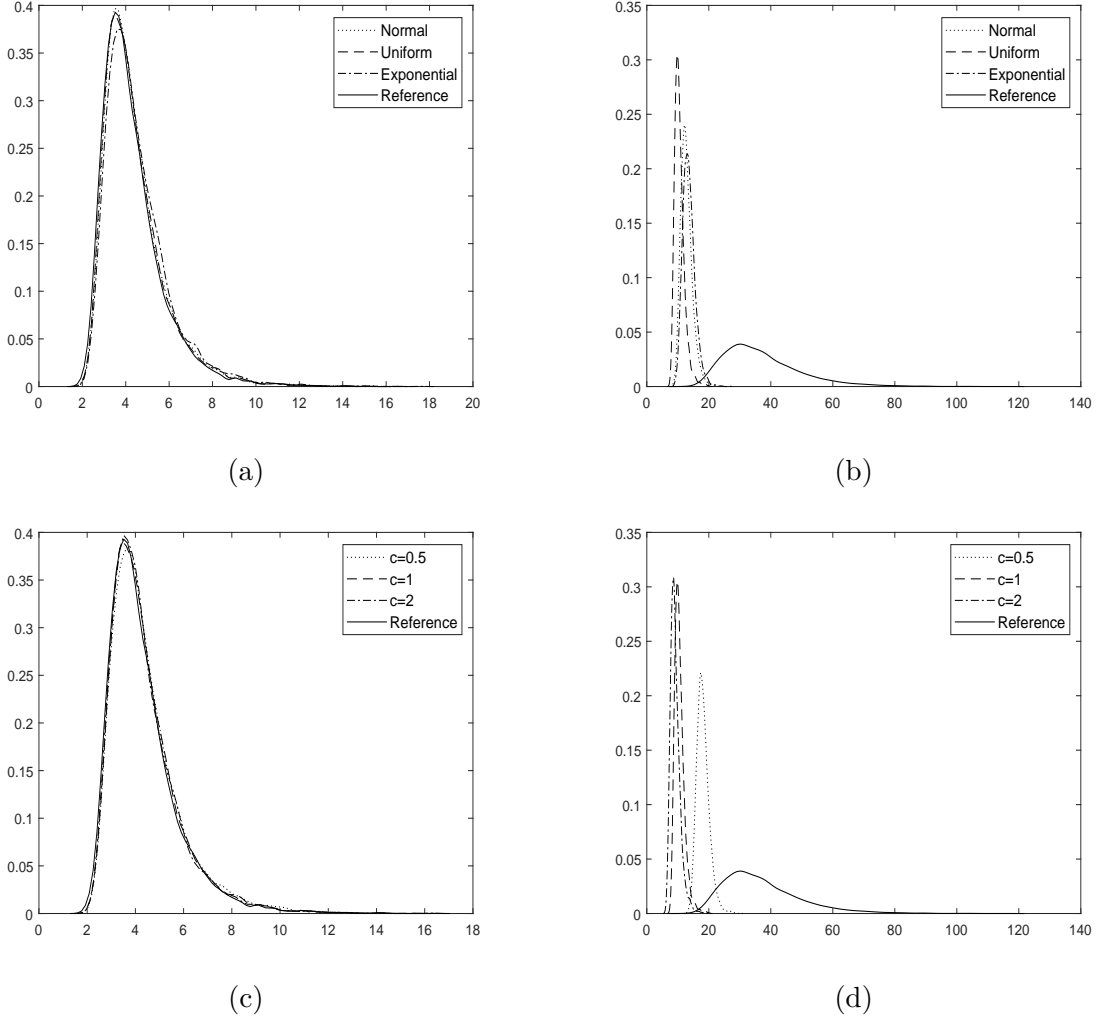 0.4
0.35
0.3
0.25
0.2
0.15
0.1
0.05
0
0 2 4 6 8 10 12 14 16 18 20
Normal
Uniform
Exponential
Reference
(a)
0.35
0.3
0.25
0.2
0.15
0.1
0.05
0
0 20 40 60 80 100 120 140
Normal
Uniform
Exponential
Reference
(b)
0.4
0.35
0.3
0.25
0.2
0.15
0.1
0.05
0
0 2 4 6 8 10 12 14 16 18
c=0.5
c=1
c=2
Reference
(c)
0.35
0.3
0.25
0.2
0.15
0.1
0.05
0
0 20 40 60 80 100 120 140
c=0.5
c=1
c=2
Reference
(d)